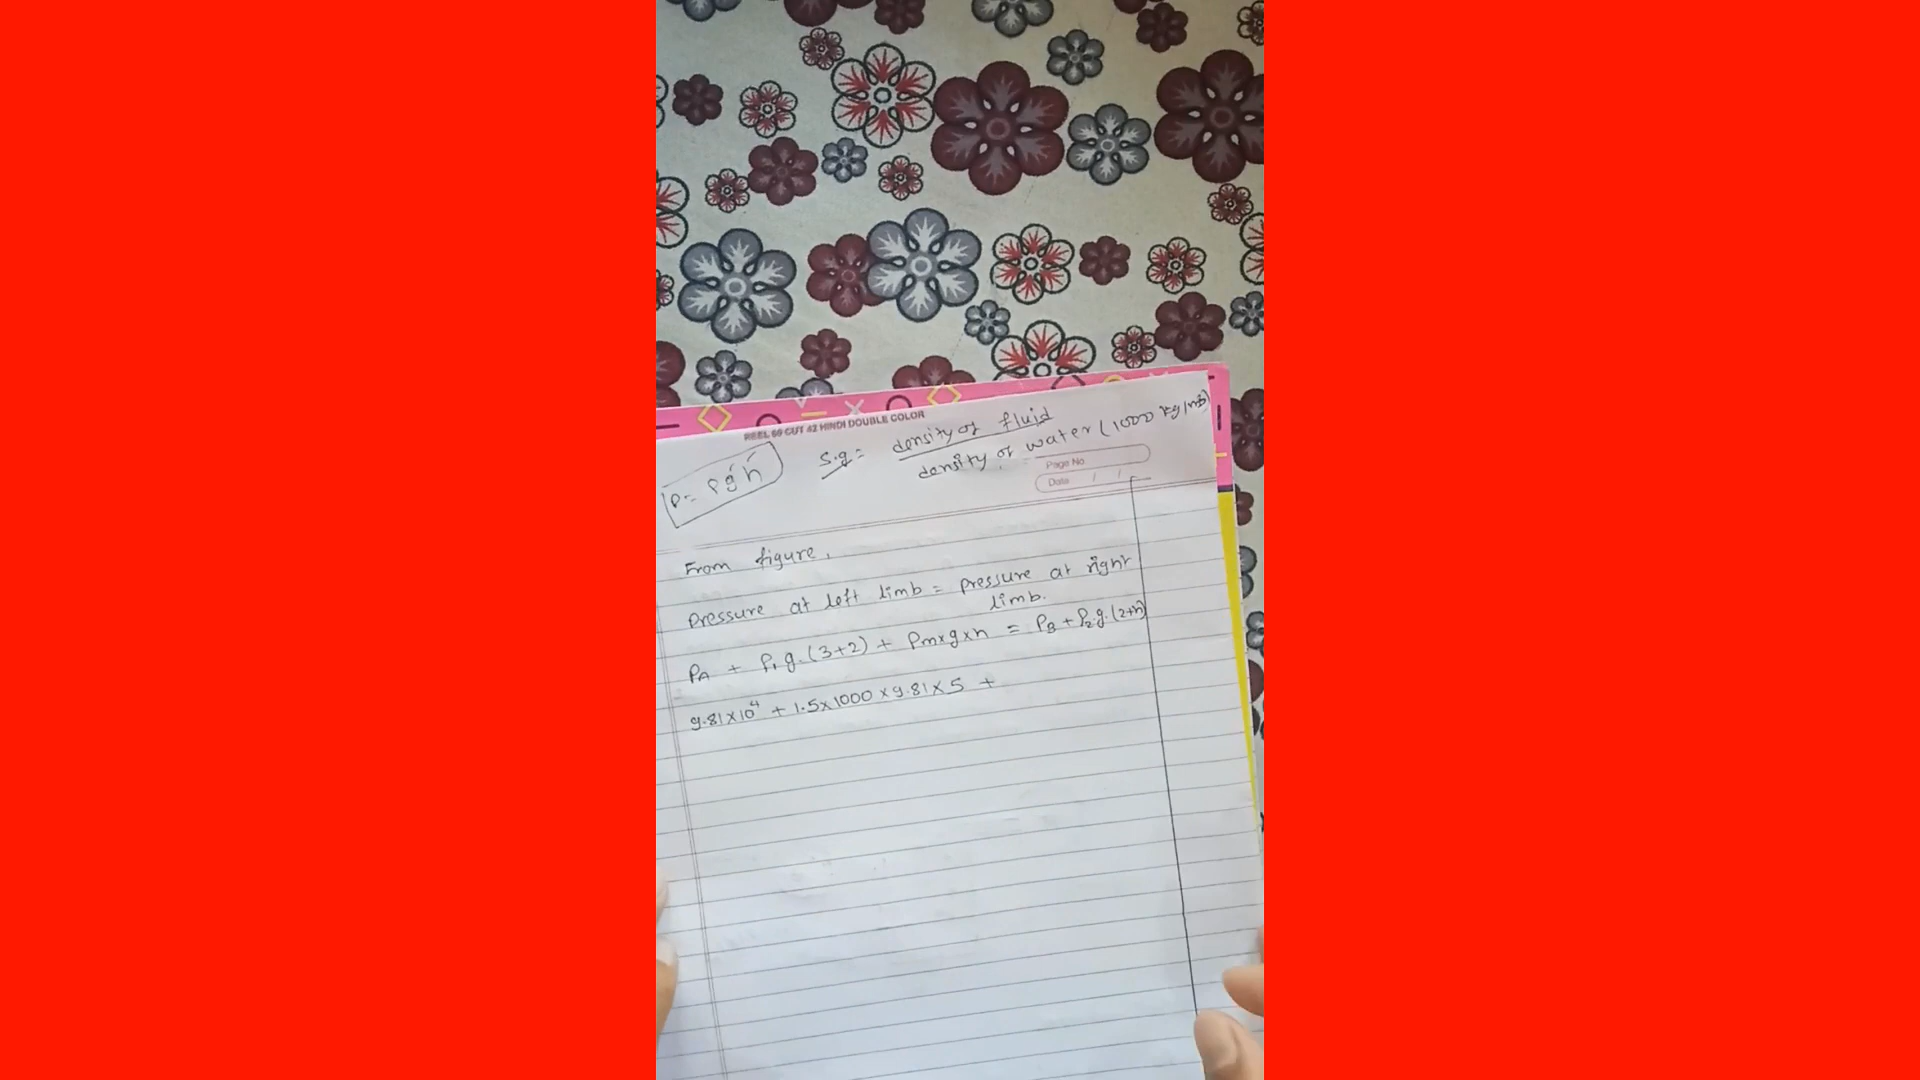 REEL 59 CUT 42 HINDI DOUBLE COLOR
P = ρgh
S.g = density of fluid
density of water (1000 kg/m3)
Page No
Date / /
From figure,
Pressure at left limb = pressure at right
limb.
PA + ρ1 g.(3+2) + ρm×g×h = PB + ρ2.g.(2+h)
9.81×10⁴ + 1.5×1000×9.81×5 +